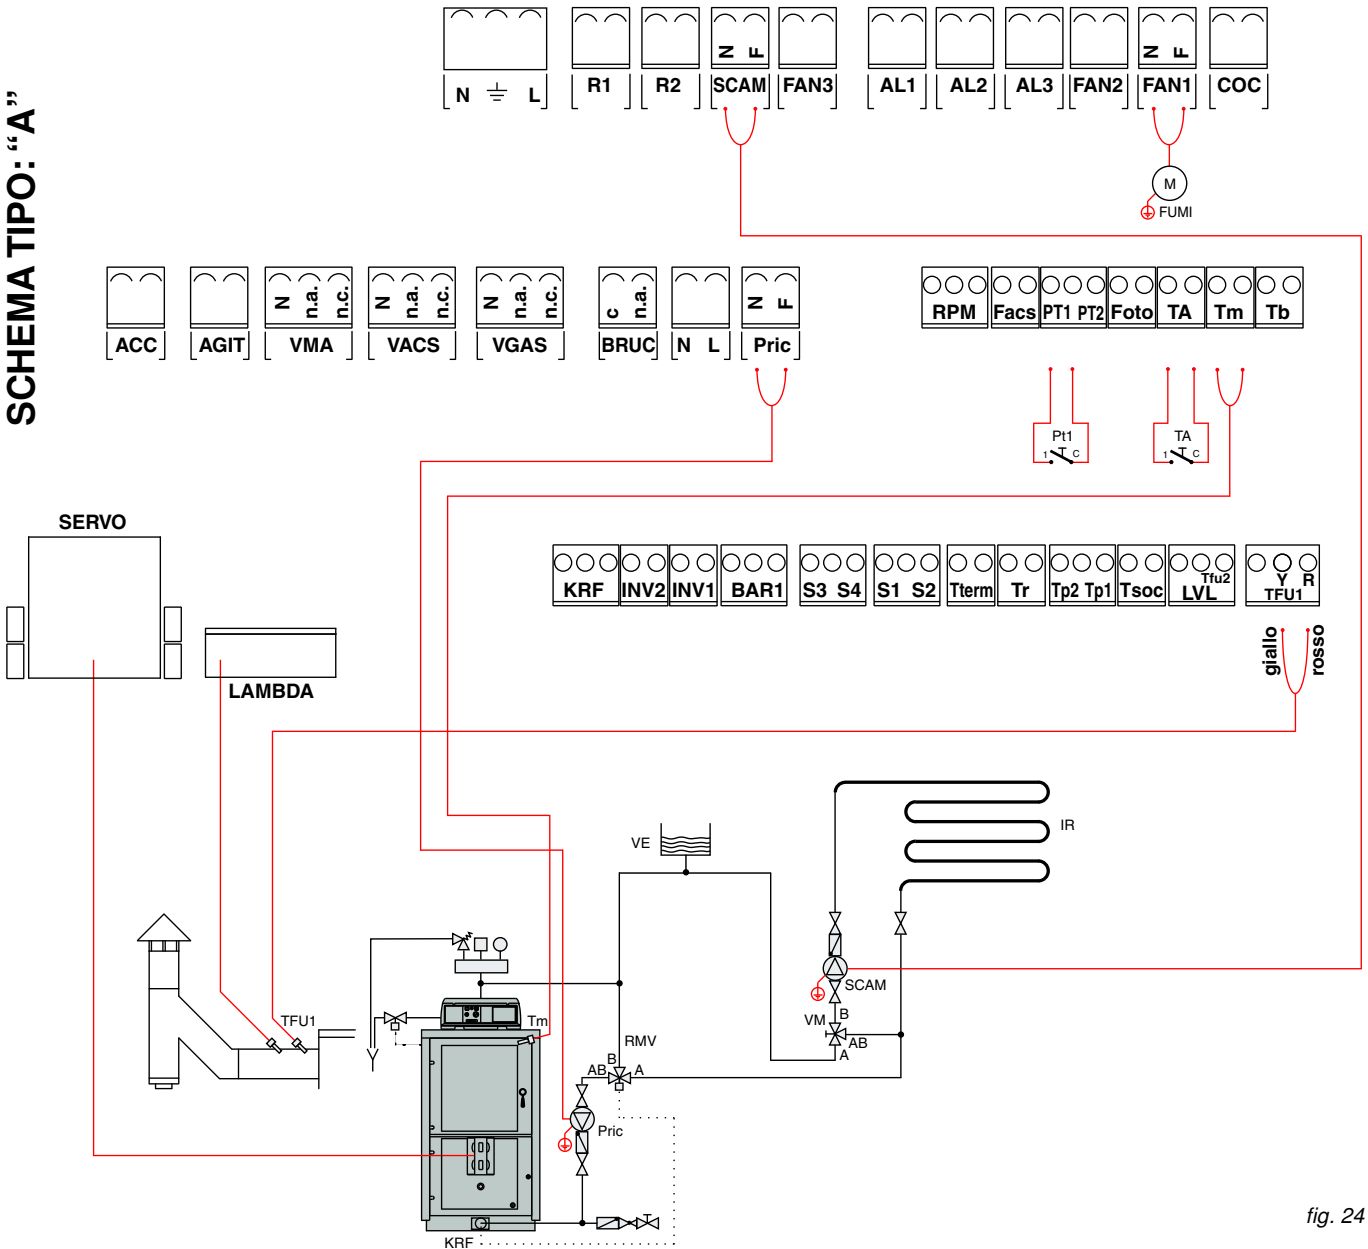 SCHEMA TIPO: “A”
N L
R1
R2
N F
SCAM
FAN3
AL1
AL2
AL3
FAN2
N F
FAN1
COC
M
FUMI
ACC
AGIT
N n.a. n.c.
VMA
N n.a. n.c.
VACS
N n.a. n.c.
VGAS
c n.a.
BRUC
N L
N F
Pric
RPM
Facs
PT1 PT2
Foto
TA
Tm
Tb
Pt1
1 C
TA
1 C
SERVO
LAMBDA
KRF
INV2
INV1
BAR1
S3 S4
S1 S2
Tterm
Tr
Tp2 Tp1
Tsoc
Tfu2
LVL
Y R
TFU1
giallo
rosso
VE
IR
SCAM
VM
B
AB
A
TFU1
Tm
RMV
B
AB
A
Pric
KRF
fig. 24